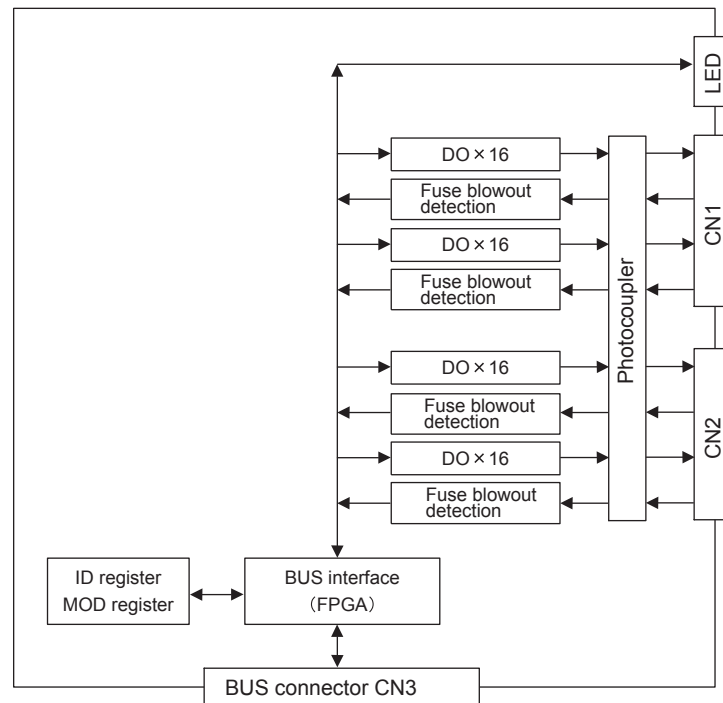 LED
DO×16
Fuse blowout
detection
DO×16
Fuse blowout
detection
CN1
Photocoupler
DO×16
Fuse blowout
detection
DO×16
Fuse blowout
detection
CN2
ID register
MOD register
BUS interface
（FPGA）
BUS connector CN3